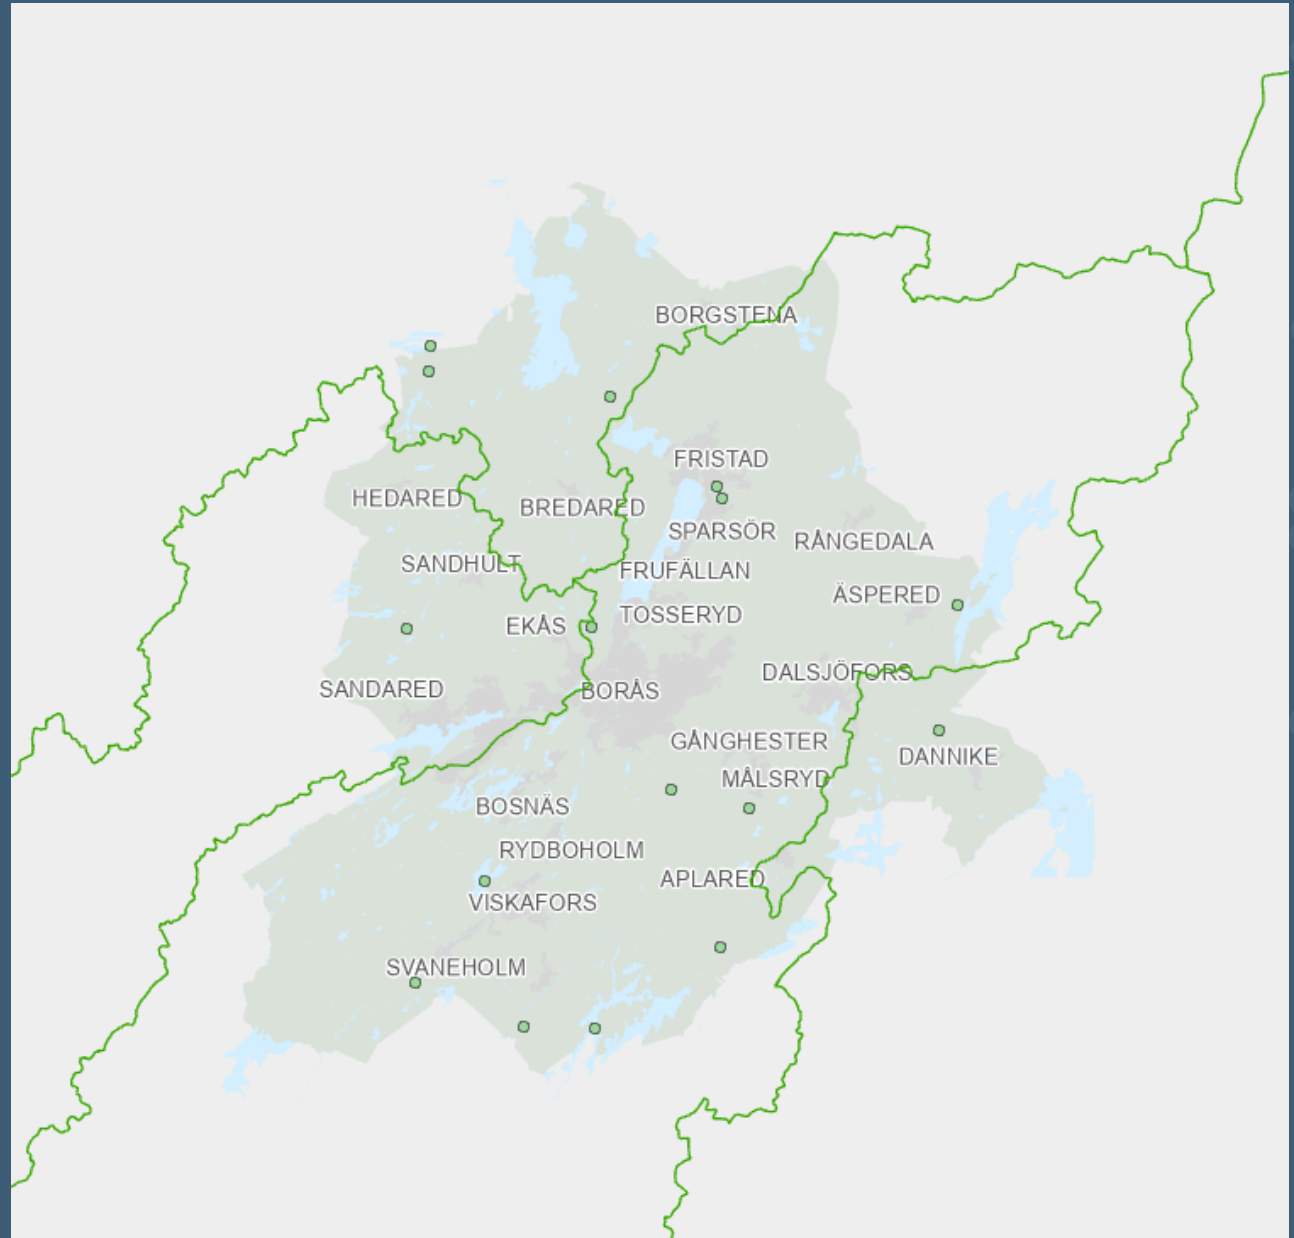 BORGSTENA
FRISTAD
HEDARED
BREDARED
SPARSÖR
RÅNGEDALA
SANDHULT
FRUFÄLLAN
ÄSPERED
TOSSERYD
EKÅS
DALSJÖFORS
SANDARED
BORÅS
GÅNGHESTER
DANNIKE
MÅLSRYD
BOSNÄS
RYDBOHOLM
APLARED
VISKAFORS
SVANEHOLM